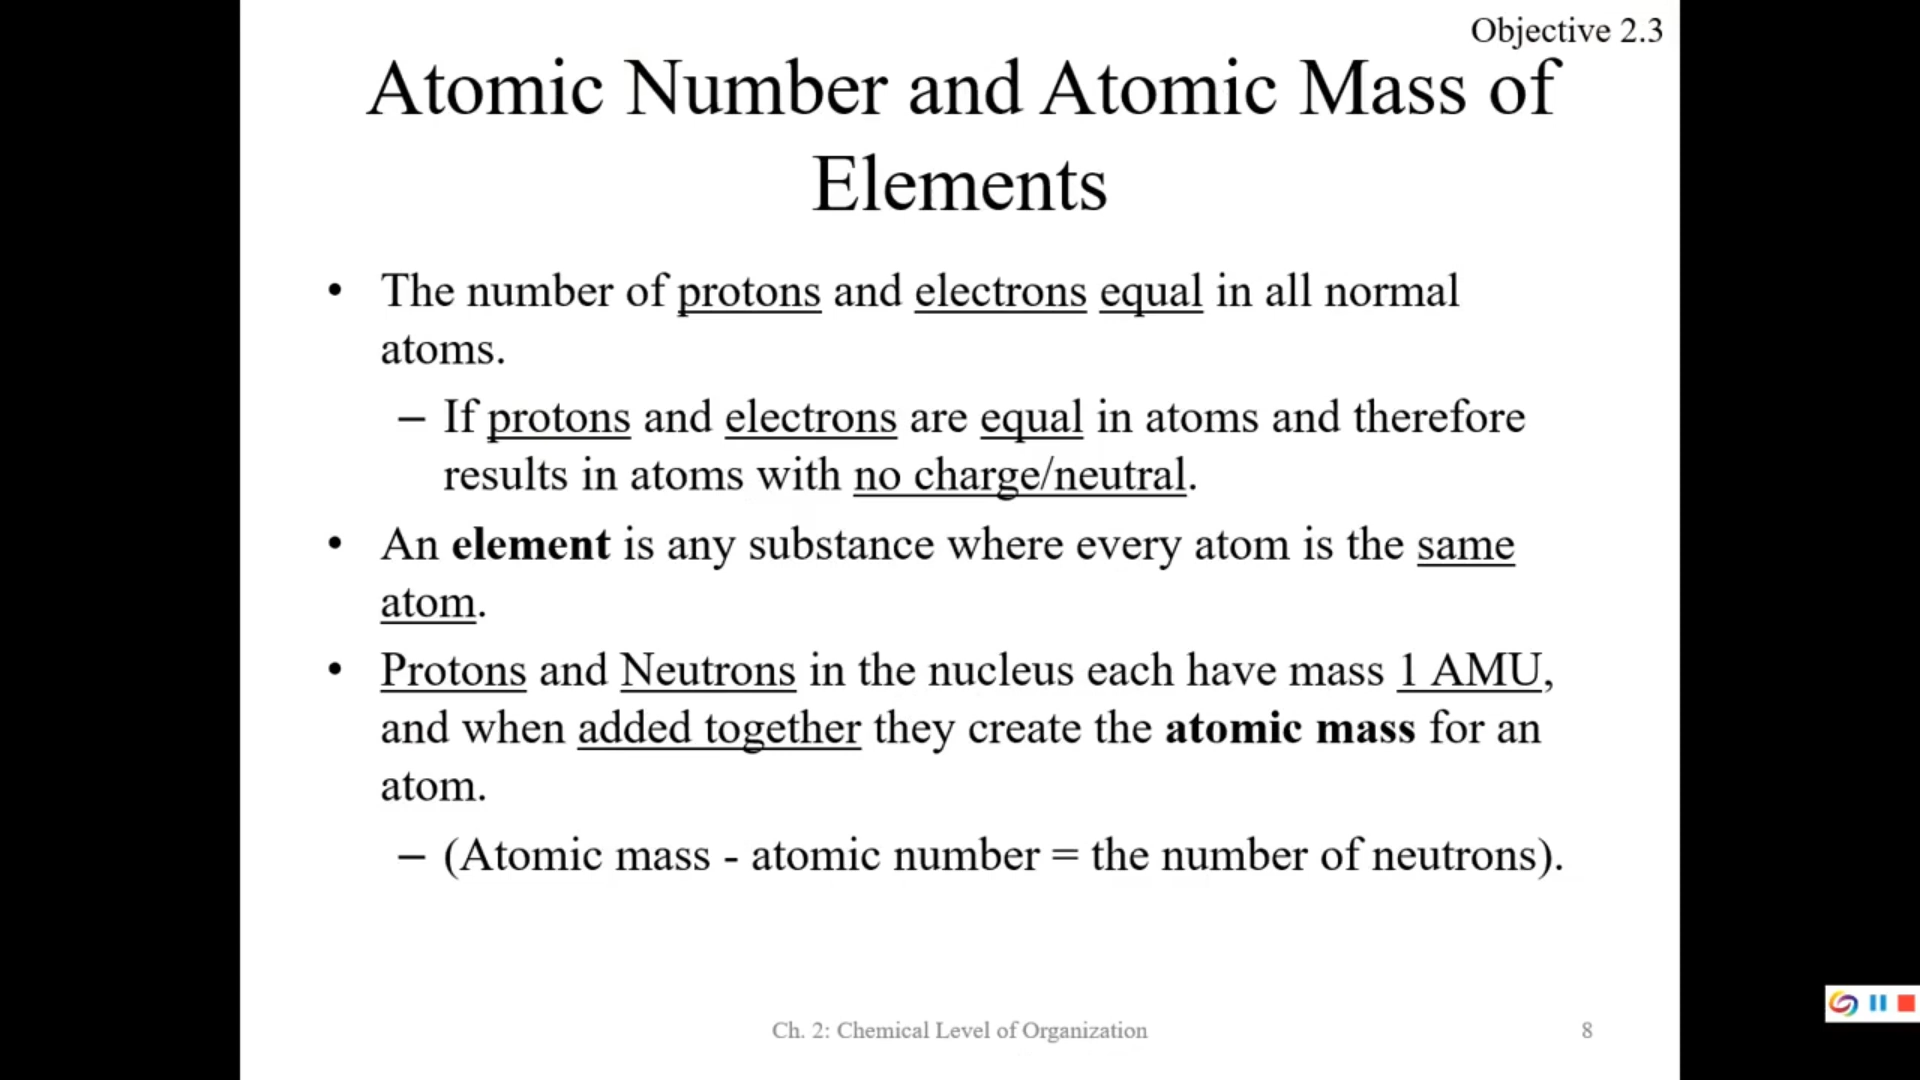 Objective 2.3
Atomic Number and Atomic Mass of
Elements
• The number of protons and electrons equal in all normal
atoms.
– If protons and electrons are equal in atoms and therefore
results in atoms with no charge/neutral.
• An element is any substance where every atom is the same
atom.
• Protons and Neutrons in the nucleus each have mass 1 AMU,
and when added together they create the atomic mass for an
atom.
– (Atomic mass - atomic number = the number of neutrons).
Ch. 2: Chemical Level of Organization
8